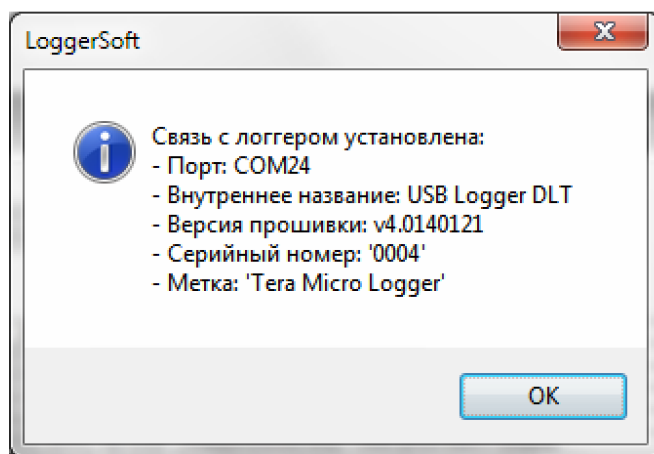 LoggerSoft
Связь с логгером установлена:
- Порт: COM24
- Внутреннее название: USB Logger DLT
- Версия прошивки: v4.0140121
- Серийный номер: '0004'
- Метка: 'Tera Micro Logger'
OK